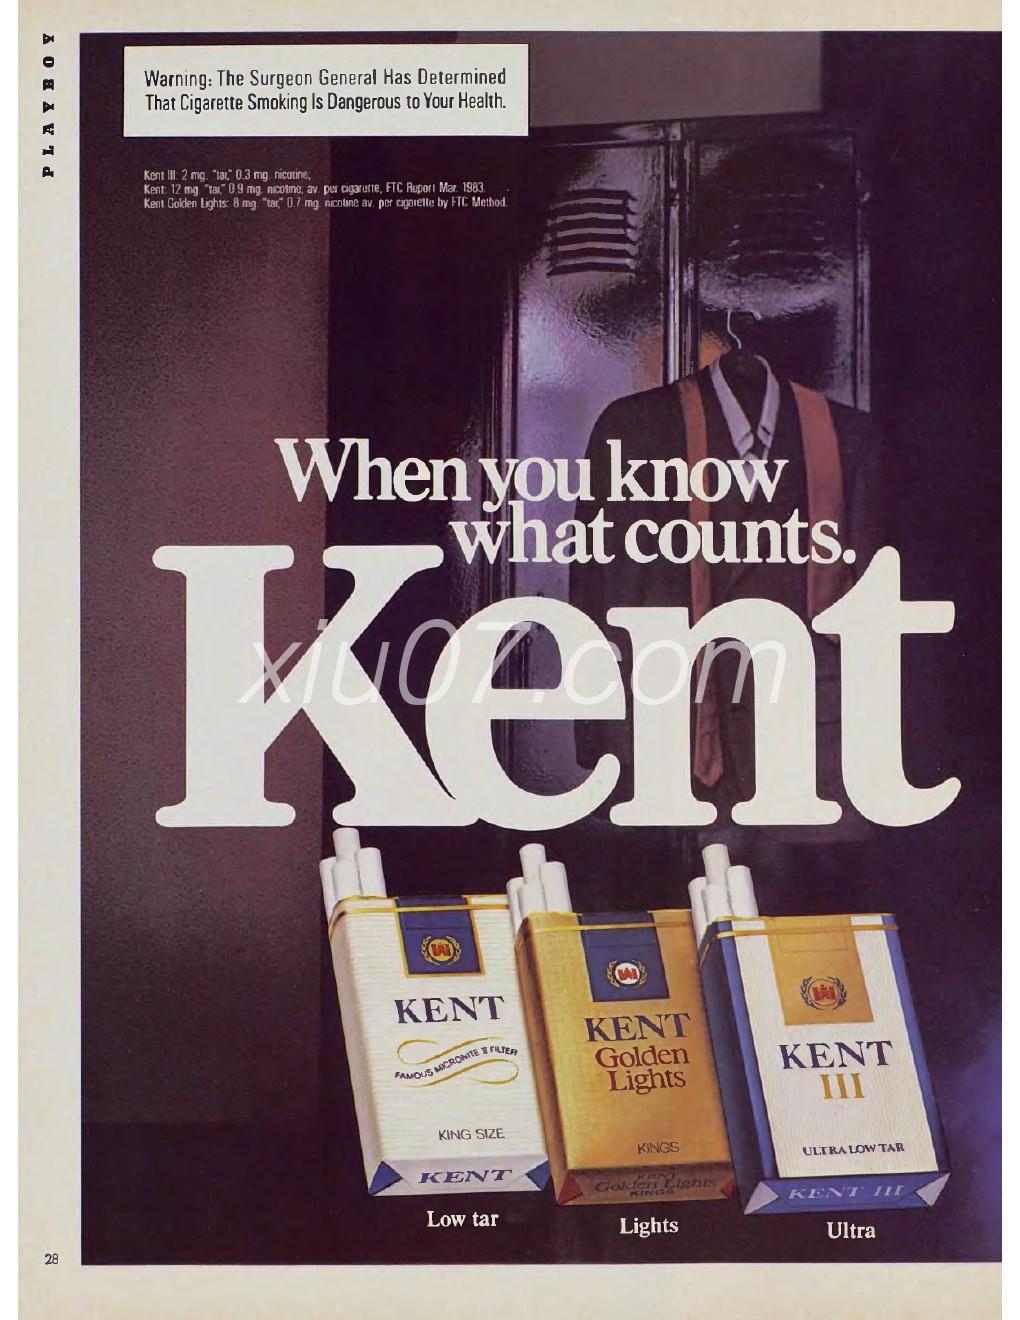 PLAYBOY
Warning: The Surgeon General Has Determined
That Cigarette Smoking Is Dangerous to Your Health.
Kent III: 2 mg. "tar," 0.3 mg. nicotine;
Kent: 12 mg. "tar," 0.9 mg. nicotine; av. per cigarette, FTC Report Mar. 1983.
Kent Golden Lights: 8 mg. "tar," 0.7 mg. nicotine av. per cigarette by FTC Method.
When you know
what counts.
Kent
xiu07.com
KENT
FAMOUS MICRONITE II FILTER
KING SIZE
KENT
Low tar
KENT
Golden
Lights
KINGS
KENT
Golden Lights
KINGS
Lights
KENT
III
ULTRA LOW TAR
KENT III
Ultra
28